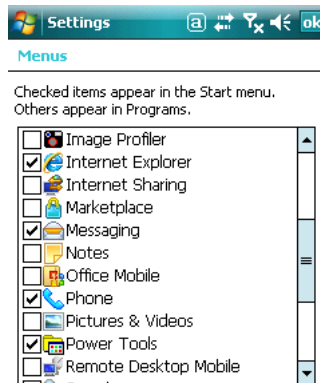 Settings
a
ok
Menus
Checked items appear in the Start menu.
Others appear in Programs.
Image Profiler
Internet Explorer
Internet Sharing
Marketplace
Messaging
Notes
Office Mobile
Phone
Pictures & Videos
Power Tools
Remote Desktop Mobile